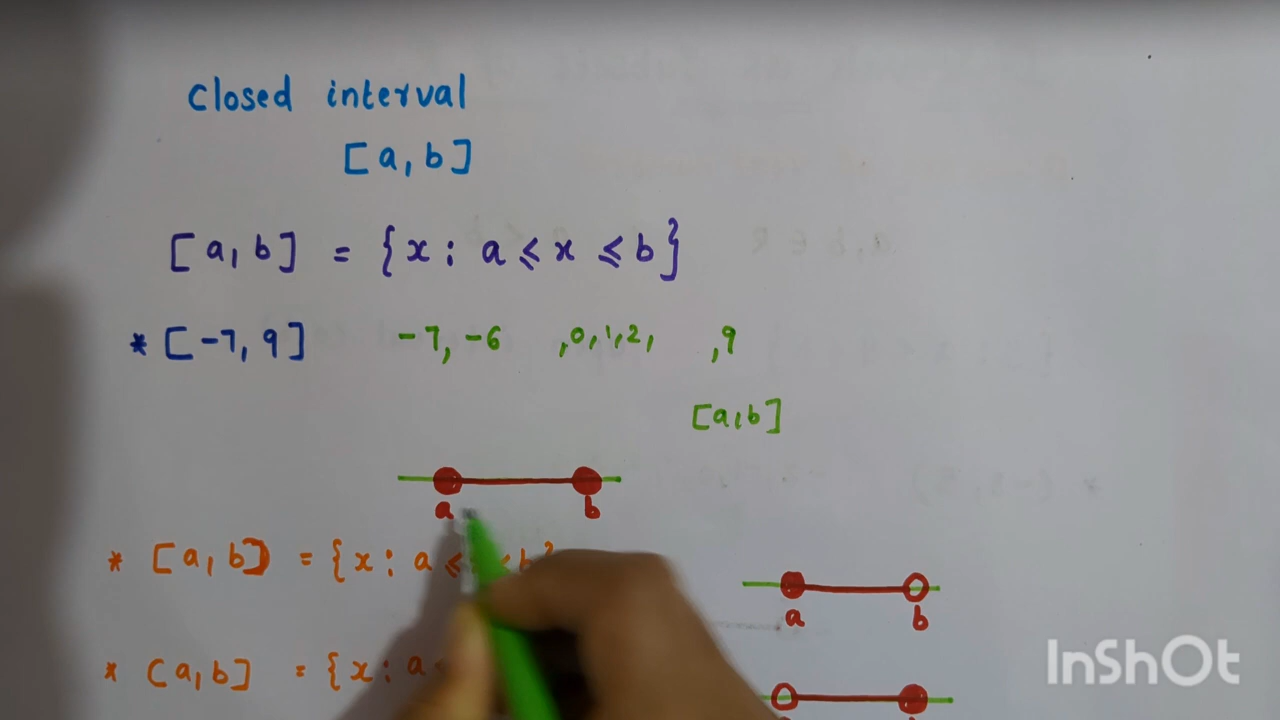 closed interval
[a, b]
[a, b] = {x : a ⩽ x ⩽ b}
* [-7, 9] -7, -6 ,0,1,2, ,9
[a,b]
a b
* [a, b) = {x : a ⩽
a b
* (a, b] = {x : a
InShOt